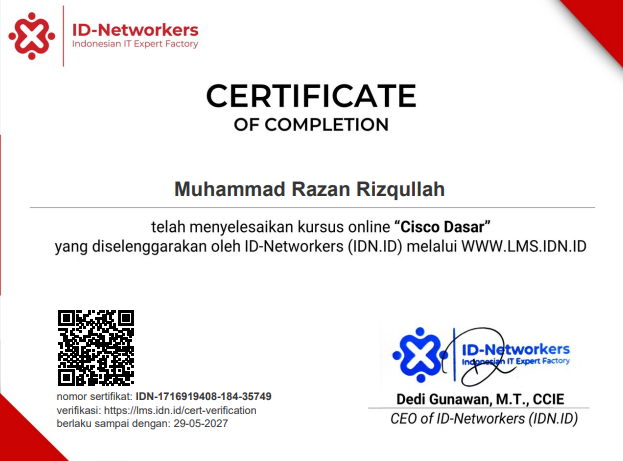 ID-Networkers
Indonesian IT Expert Factory
CERTIFICATE
OF COMPLETION
Muhammad Razan Rizqullah
telah menyelesaikan kursus online “Cisco Dasar”
yang diselenggarakan oleh ID-Networkers (IDN.ID) melalui WWW.LMS.IDN.ID
nomor sertifikat: IDN-1716919408-184-35749
verifikasi: https://lms.idn.id/cert-verification
berlaku sampai dengan: 29-05-2027
ID-Networkers
Indonesian IT Expert Factory
Dedi Gunawan, M.T., CCIE
CEO of ID-Networkers (IDN.ID)